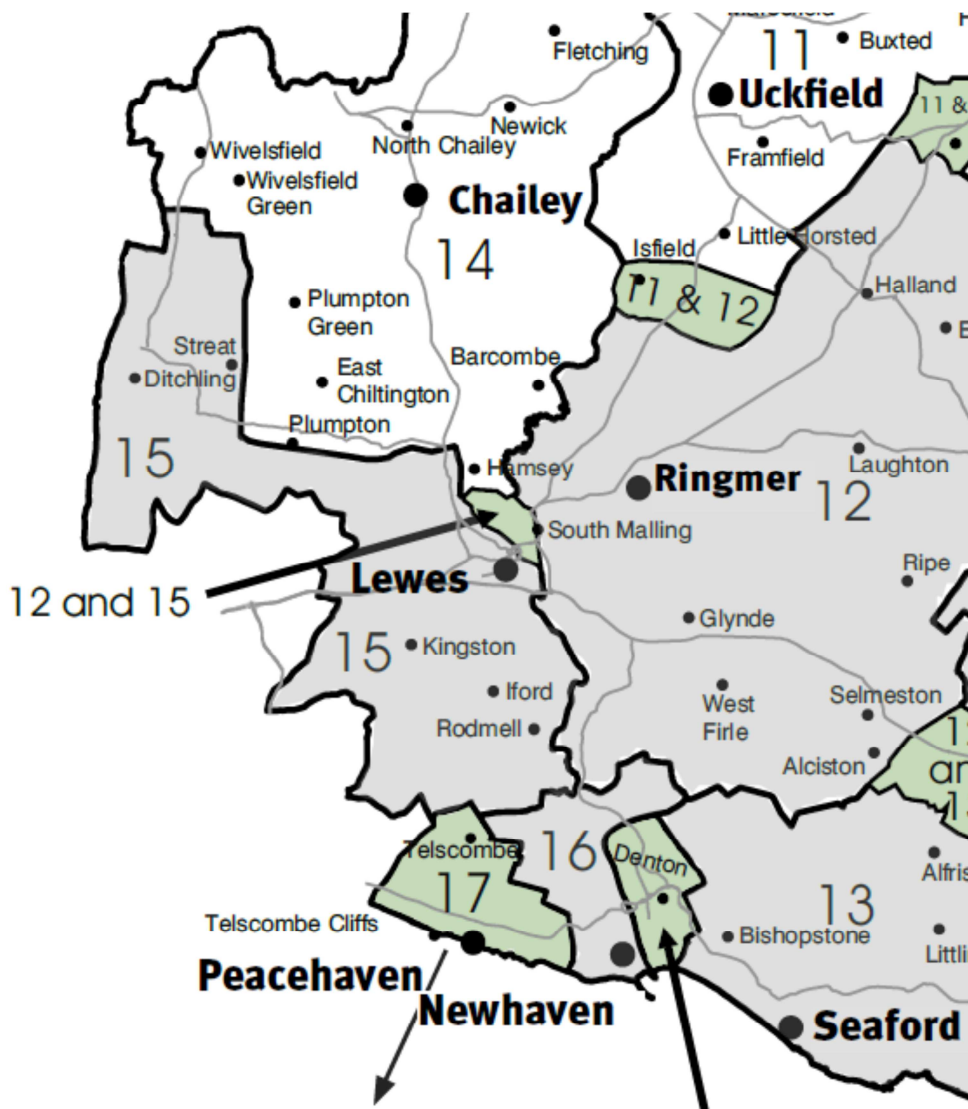 Fletching
11
Buxted
Uckfield
11 &
Newick
North Chailey
Framfield
Wivelsfield
Wivelsfield
Green
Chailey
14
Little Horsted
Isfield
11 & 12
Halland
Plumpton
Green
Streat
Ditchling
East
Chiltington
Barcombe
Plumpton
15
Hamsey
Ringmer
12
Laughton
South Malling
12 and 15
Lewes
Ripe
15
Kingston
Glynde
Iford
Rodmell
West
Firle
Selmeston
Alciston
Telscombe
17
16
Denton
13
Alfris
Telscombe Cliffs
Bishopstone
Littli
Peacehaven
Newhaven
Seaford